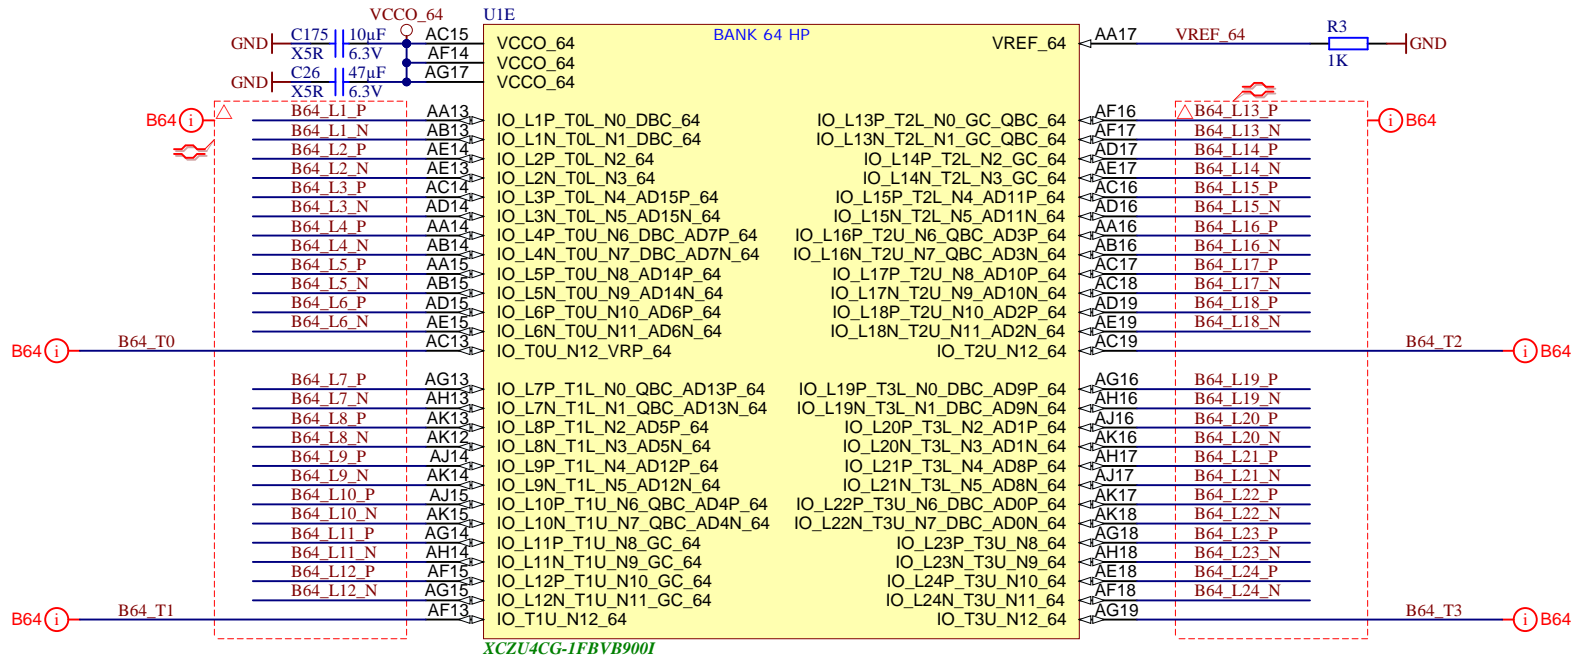 VCCO_64 U1E
GND C175 10µF AC15 VCCO_64 BANK 64 HP VREF_64 AA17 VREF_64 R3 GND
X5R 6.3V AF14 VCCO_64 1K
GND C26 47µF AG17 VCCO_64
X5R 6.3V
B64 i B64_L1_P AA13 IO_L1P_T0L_N0_DBC_64 IO_L13P_T2L_N0_GC_QBC_64 AF16 B64_L13_P i B64
B64_L1_N AB13 IO_L1N_T0L_N1_DBC_64 IO_L13N_T2L_N1_GC_QBC_64 AF17 B64_L13_N
B64_L2_P AE14 IO_L2P_T0L_N2_64 IO_L14P_T2L_N2_GC_64 AD17 B64_L14_P
B64_L2_N AE13 IO_L2N_T0L_N3_64 IO_L14N_T2L_N3_GC_64 AE17 B64_L14_N
B64_L3_P AC14 IO_L3P_T0L_N4_AD15P_64 IO_L15P_T2L_N4_AD11P_64 AC16 B64_L15_P
B64_L3_N AD14 IO_L3N_T0L_N5_AD15N_64 IO_L15N_T2L_N5_AD11N_64 AD16 B64_L15_N
B64_L4_P AA14 IO_L4P_T0U_N6_DBC_AD7P_64 IO_L16P_T2U_N6_QBC_AD3P_64 AA16 B64_L16_P
B64_L4_N AB14 IO_L4N_T0U_N7_DBC_AD7N_64 IO_L16N_T2U_N7_QBC_AD3N_64 AB16 B64_L16_N
B64_L5_P AA15 IO_L5P_T0U_N8_AD14P_64 IO_L17P_T2U_N8_AD10P_64 AC17 B64_L17_P
B64_L5_N AB15 IO_L5N_T0U_N9_AD14N_64 IO_L17N_T2U_N9_AD10N_64 AC18 B64_L17_N
B64_L6_P AD15 IO_L6P_T0U_N10_AD6P_64 IO_L18P_T2U_N10_AD2P_64 AD19 B64_L18_P
B64_L6_N AE15 IO_L6N_T0U_N11_AD6N_64 IO_L18N_T2U_N11_AD2N_64 AE19 B64_L18_N
B64 i B64_T0 AC13 IO_T0U_N12_VRP_64 IO_T2U_N12_64 AC19 B64_T2 i B64
B64_L7_P AG13 IO_L7P_T1L_N0_QBC_AD13P_64 IO_L19P_T3L_N0_DBC_AD9P_64 AG16 B64_L19_P
B64_L7_N AH13 IO_L7N_T1L_N1_QBC_AD13N_64 IO_L19N_T3L_N1_DBC_AD9N_64 AH16 B64_L19_N
B64_L8_P AK13 IO_L8P_T1L_N2_AD5P_64 IO_L20P_T3L_N2_AD1P_64 AJ16 B64_L20_P
B64_L8_N AK12 IO_L8N_T1L_N3_AD5N_64 IO_L20N_T3L_N3_AD1N_64 AK16 B64_L20_N
B64_L9_P AJ14 IO_L9P_T1L_N4_AD12P_64 IO_L21P_T3L_N4_AD8P_64 AH17 B64_L21_P
B64_L9_N AK14 IO_L9N_T1L_N5_AD12N_64 IO_L21N_T3L_N5_AD8N_64 AJ17 B64_L21_N
B64_L10_P AJ15 IO_L10P_T1U_N6_QBC_AD4P_64 IO_L22P_T3U_N6_DBC_AD0P_64 AK17 B64_L22_P
B64_L10_N AK15 IO_L10N_T1U_N7_QBC_AD4N_64 IO_L22N_T3U_N7_DBC_AD0N_64 AK18 B64_L22_N
B64_L11_P AG14 IO_L11P_T1U_N8_GC_64 IO_L23P_T3U_N8_64 AG18 B64_L23_P
B64_L11_N AH14 IO_L11N_T1U_N9_GC_64 IO_L23N_T3U_N9_64 AH18 B64_L23_N
B64_L12_P AF15 IO_L12P_T1U_N10_GC_64 IO_L24P_T3U_N10_64 AE18 B64_L24_P
B64_L12_N AG15 IO_L12N_T1U_N11_GC_64 IO_L24N_T3U_N11_64 AF18 B64_L24_N
B64 i B64_T1 AF13 IO_T1U_N12_64 IO_T3U_N12_64 AG19 B64_T3 i B64
XCZU4CG-1FBVB900I